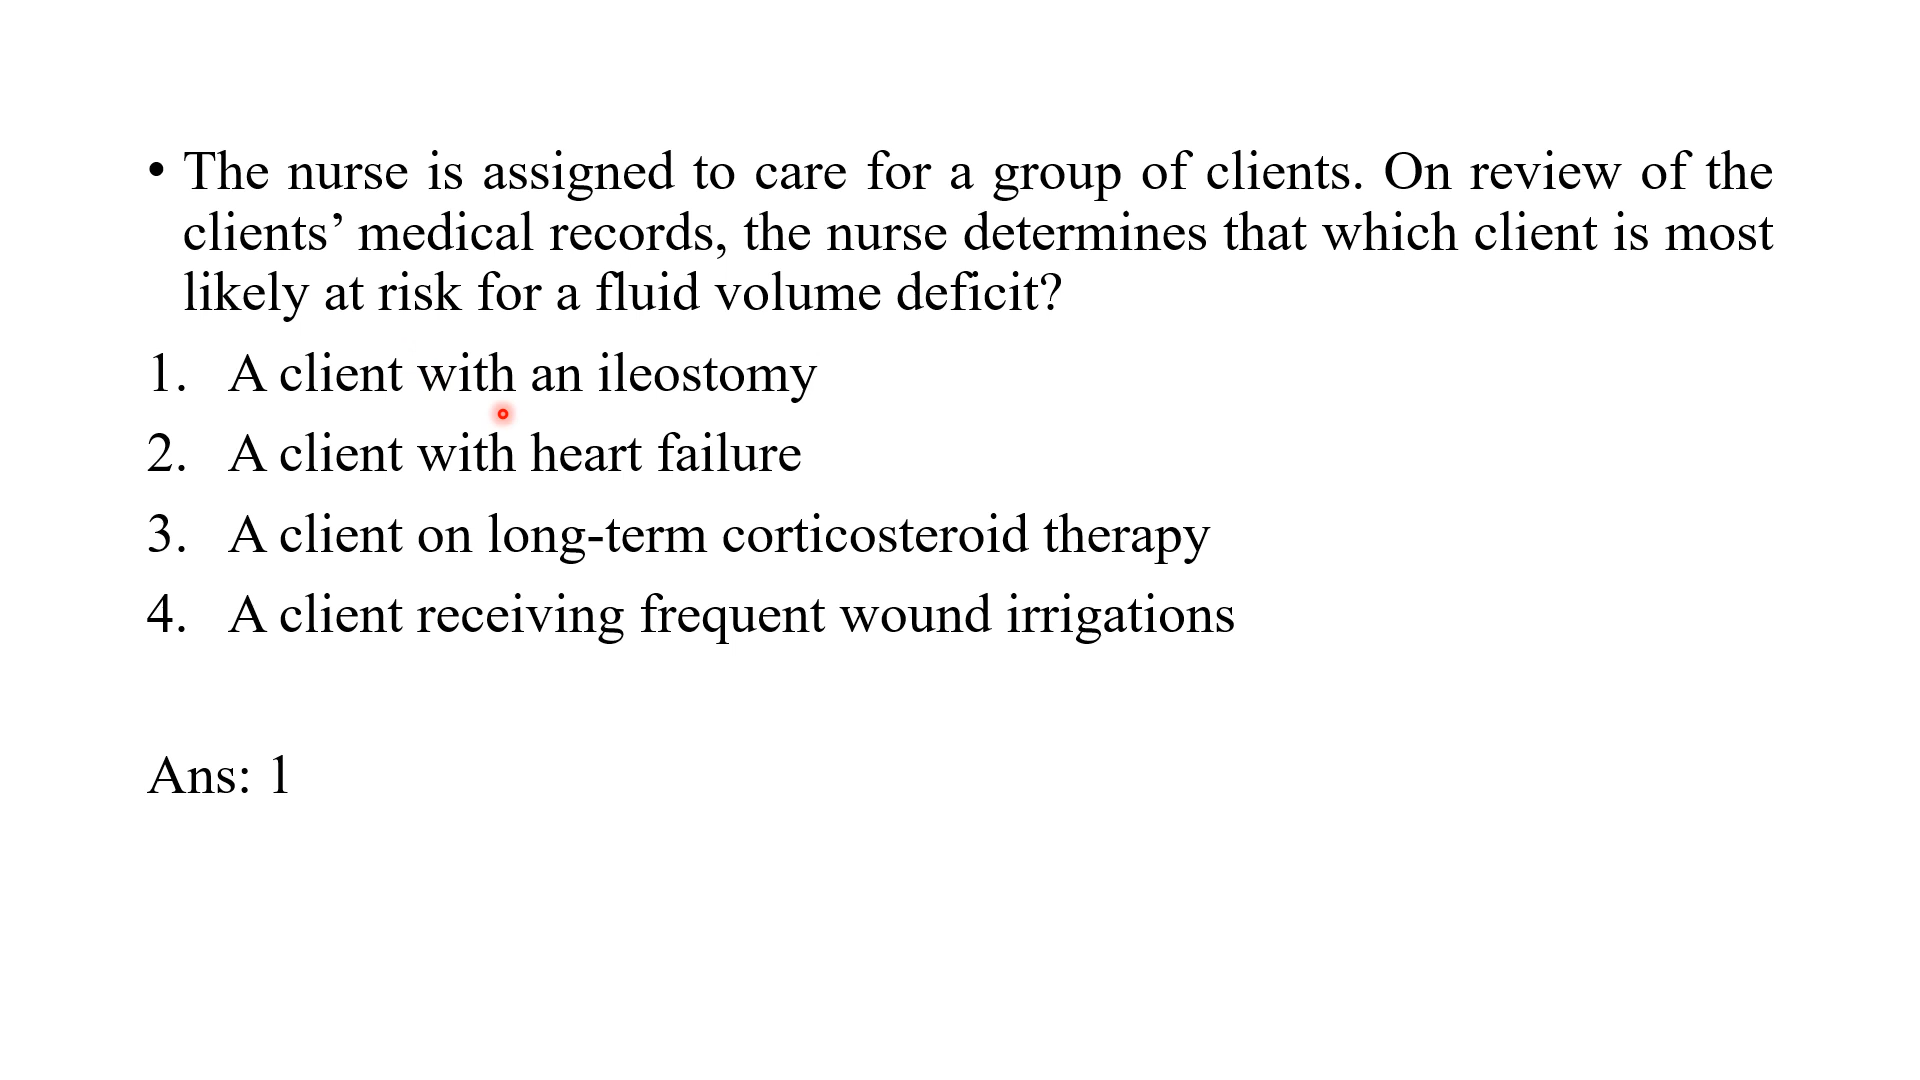 • The nurse is assigned to care for a group of clients. On review of the
clients’ medical records, the nurse determines that which client is most
likely at risk for a fluid volume deficit?
1. A client with an ileostomy
2. A client with heart failure
3. A client on long-term corticosteroid therapy
4. A client receiving frequent wound irrigations
Ans: 1